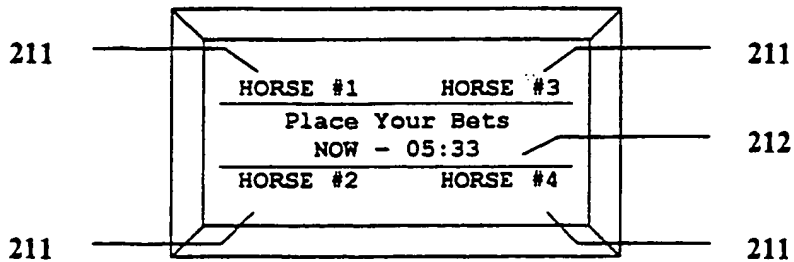 211 211
HORSE #1 HORSE #3
Place Your Bets
NOW - 05:33 212
HORSE #2 HORSE #4
211 211